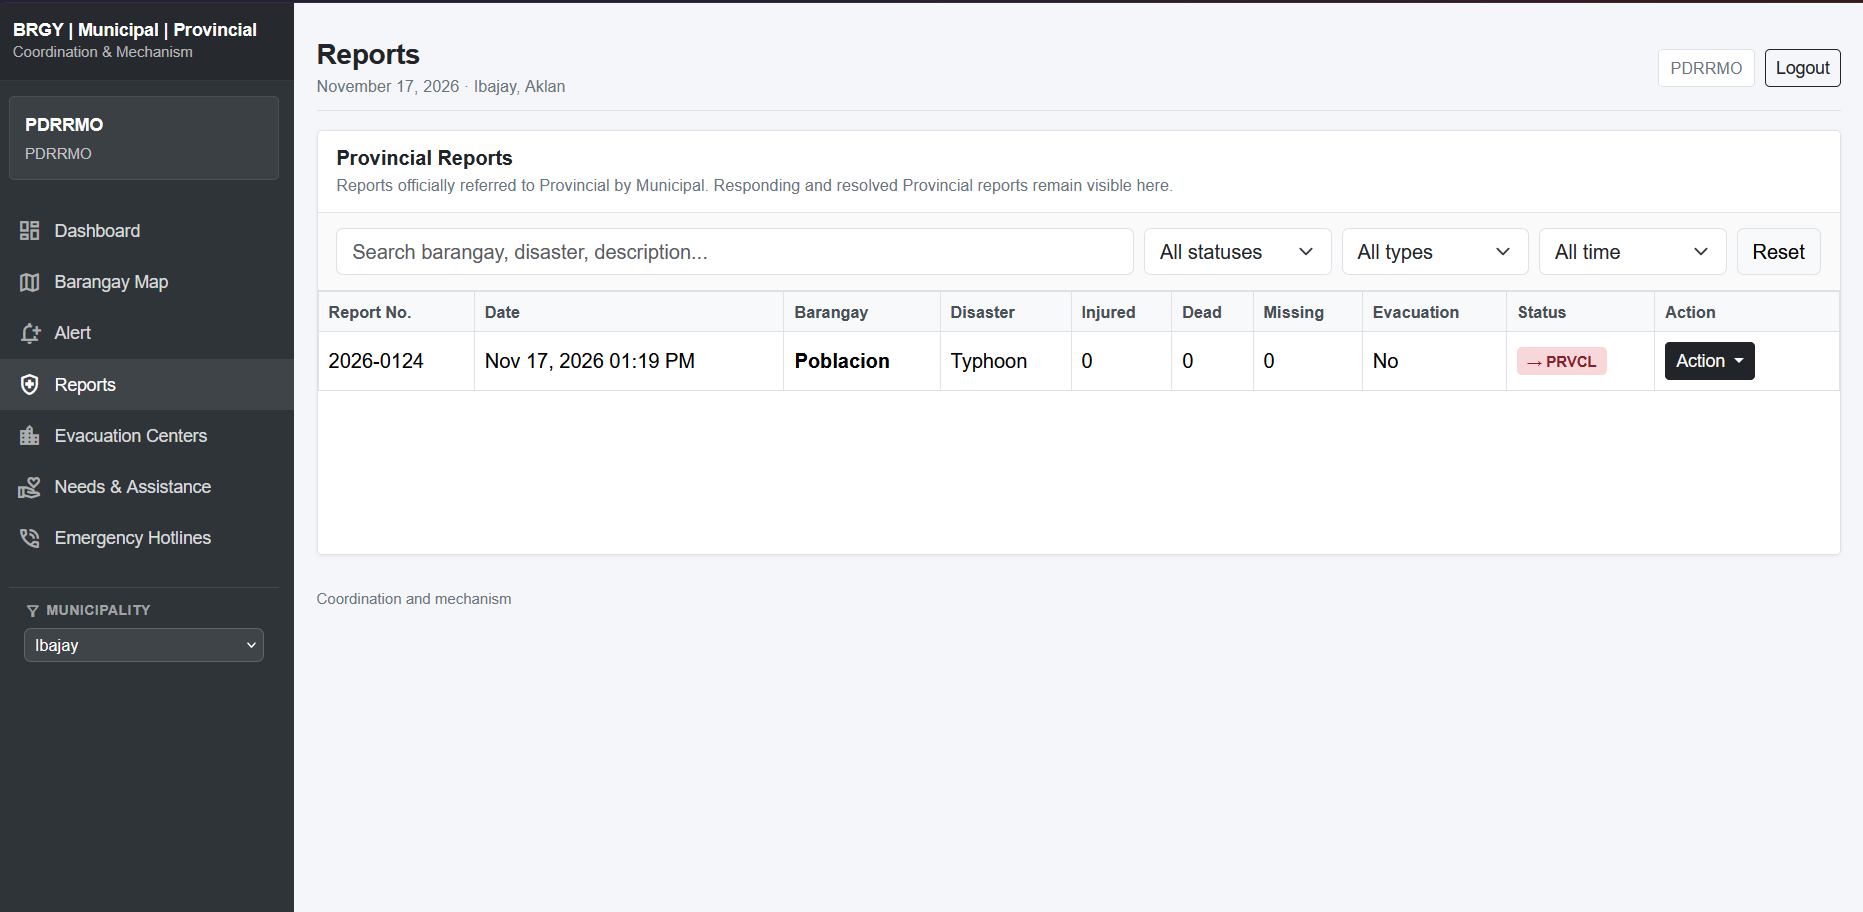 BRGY | Municipal | Provincial
Coordination & Mechanism
PDRRMO
PDRRMO
Dashboard
Barangay Map
Alert
Reports
Evacuation Centers
Needs & Assistance
Emergency Hotlines
MUNICIPALITY
Ibajay
Reports
November 17, 2026 · Ibajay, Aklan
PDRRMO
Logout
Provincial Reports
Reports officially referred to Provincial by Municipal. Responding and resolved Provincial reports remain visible here.
Search barangay, disaster, description...
All statuses
All types
All time
Reset
Report No. Date Barangay Disaster Injured Dead Missing Evacuation Status Action
2026-0124 Nov 17, 2026 01:19 PM Poblacion Typhoon 0 0 0 No → PRVCL Action
Coordination and mechanism